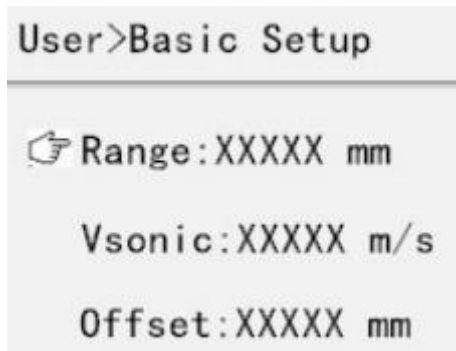 User>Basic Setup
Range:XXXXX mm
Vsonic:XXXXX m/s
Offset:XXXXX mm